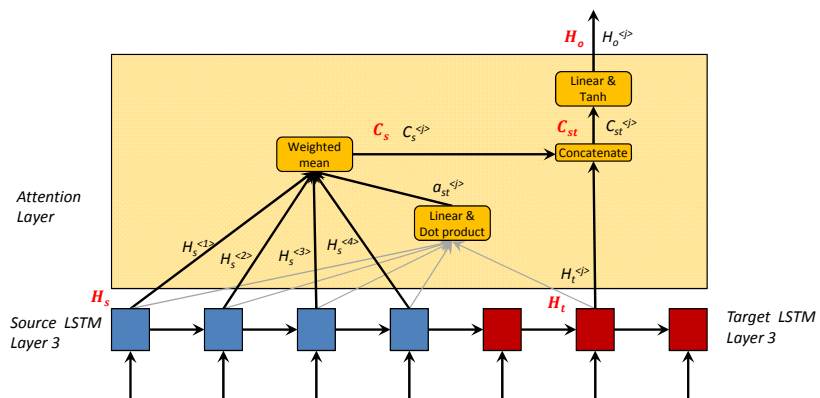 H_o H_o^<j>
Linear &
Tanh
C_s C_s^<j>
C_st C_st^<j>
Weighted
mean
Concatenate
Attention
Layer
a_st^<j>
Linear &
Dot product
H_s^<1>
H_s^<2>
H_s^<3>
H_s^<4>
H_t^<j>
H_s
H_t
Source LSTM
Layer 3
Target LSTM
Layer 3